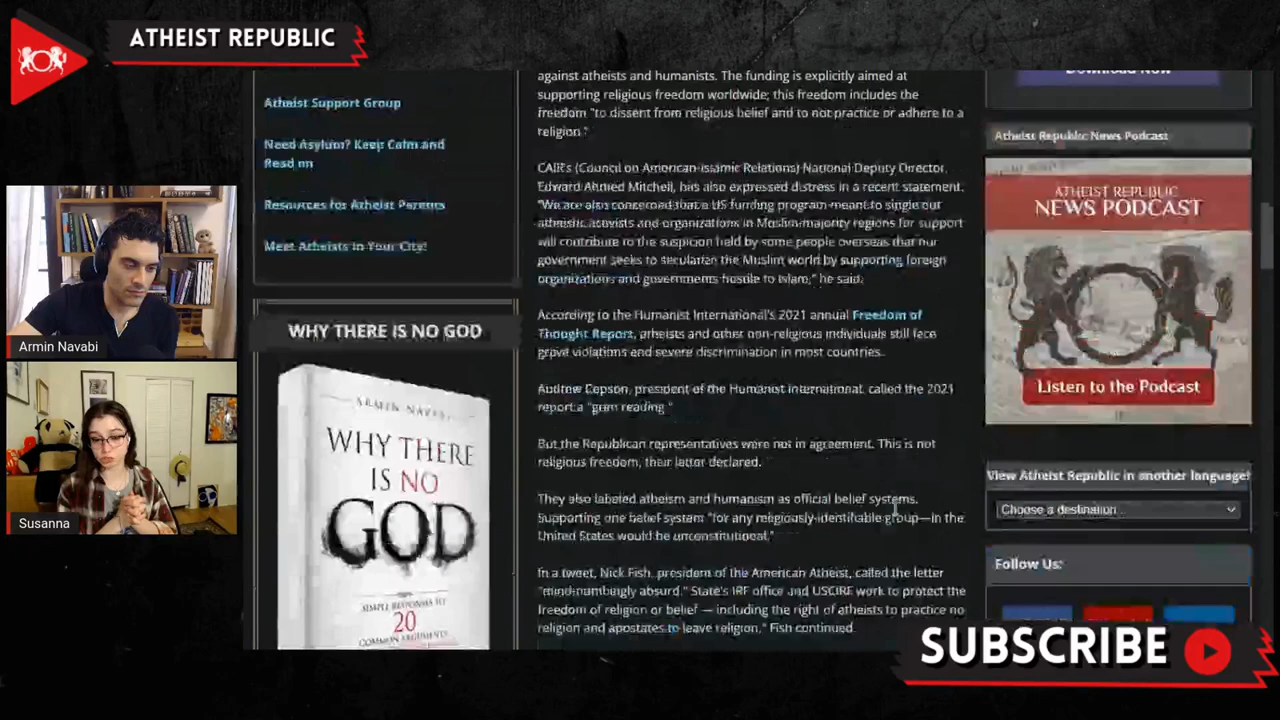 ATHEIST REPUBLIC
Atheist Support Group
Need Asylum? Keep Calm and
Read on
Resources for Atheist Parents
Meet Atheists in Your City!
WHY THERE IS NO GOD
ARMIN NAVABI
WHY THERE
IS NO
GOD
SIMPLE RESPONSES TO
20
COMMON ARGUMENTS
Armin Navabi
Susanna
against atheists and humanists. The funding is explicitly aimed at
supporting religious freedom worldwide; this freedom includes the
freedom "to dissent from religious belief and to not practice or adhere to a
religion."
CAIR's (Council on American-Islamic Relations) National Deputy Director,
Edward Ahmed Mitchell, has also expressed distress in a recent statement.
"We are also concerned that a US funding program meant to single out
atheistic activists and organizations in Muslim-majority regions for support
will contribute to the suspicion held by some people overseas that our
government seeks to secularize the Muslim world by supporting foreign
organizations and governments hostile to Islam," he said.
According to the Humanist International's 2021 annual Freedom of
Thought Report, atheists and other non-religious individuals still face
grave violations and severe discrimination in most countries.
Andrew Copson, president of the Humanist International, called the 2021
report a "grim reading."
But the Republican representatives were not in agreement. This is not
religious freedom, their letter declared.
They also labeled atheism and humanism as official belief systems.
Supporting one belief system "for any religiously-identifiable group—in the
United States would be unconstitutional."
In a tweet, Nick Fish, president of the American Atheist, called the letter
"mind-numbingly absurd." State's IRF office and USCIRF work to protect the
freedom of religion or belief — including the right of atheists to practice no
religion and apostates to leave religion," Fish continued.
Download Now
Atheist Republic News Podcast
ATHEIST REPUBLIC
NEWS PODCAST
Listen to the Podcast
View Atheist Republic in another language!
Choose a destination
Follow Us:
SUBSCRIBE